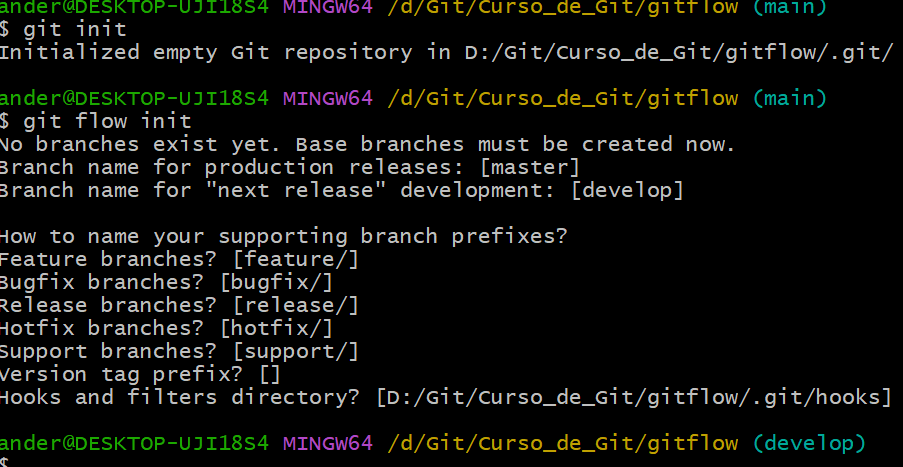 ander@DESKTOP-UJI18S4 MINGW64 /d/Git/Curso_de_Git/gitflow (main)
$ git init
Initialized empty Git repository in D:/Git/Curso_de_Git/gitflow/.git/
ander@DESKTOP-UJI18S4 MINGW64 /d/Git/Curso_de_Git/gitflow (main)
$ git flow init
No branches exist yet. Base branches must be created now.
Branch name for production releases: [master]
Branch name for "next release" development: [develop]
How to name your supporting branch prefixes?
Feature branches? [feature/]
Bugfix branches? [bugfix/]
Release branches? [release/]
Hotfix branches? [hotfix/]
Support branches? [support/]
Version tag prefix? []
Hooks and filters directory? [D:/Git/Curso_de_Git/gitflow/.git/hooks]
ander@DESKTOP-UJI18S4 MINGW64 /d/Git/Curso_de_Git/gitflow (develop)
$